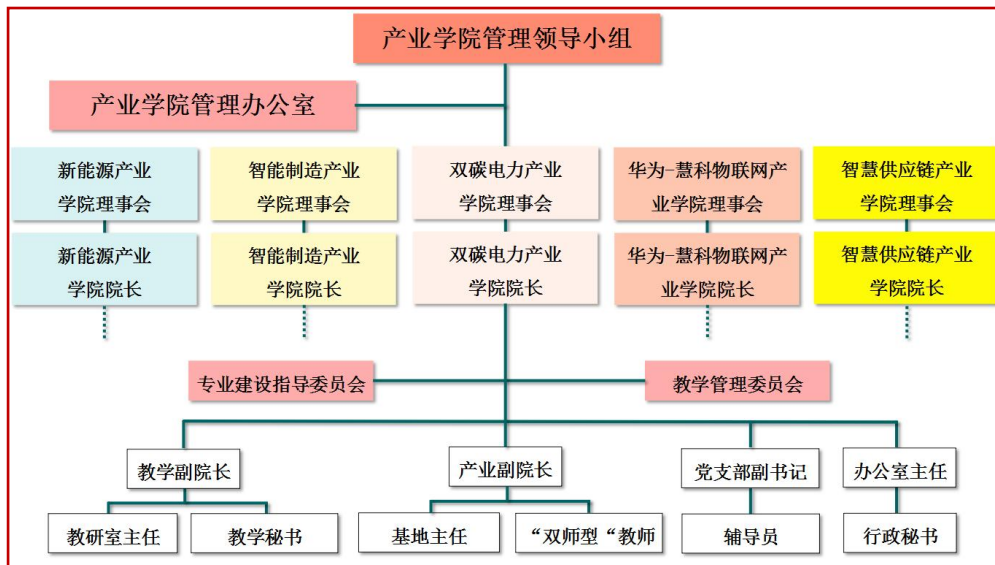 产业学院管理领导小组
产业学院管理办公室
新能源产业
学院理事会
智能制造产业
学院理事会
双碳电力产业
学院理事会
华为-慧科物联网产
业学院理事会
智慧供应链产业
学院理事会
新能源产业
学院院长
智能制造产业
学院院长
双碳电力产业
学院院长
华为-慧科物联网产
业学院院长
智慧供应链产业
学院院长
专业建设指导委员会
教学管理委员会
教学副院长
产业副院长
党支部副书记
办公室主任
教研室主任
教学秘书
基地主任
“双师型“教师
辅导员
行政秘书